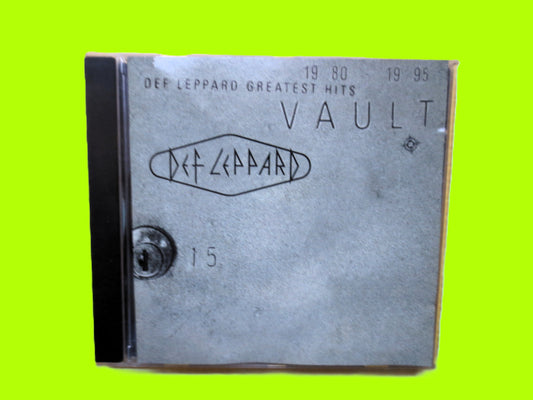 19 80 19 95
DEF LEPPARD GREATEST HITS
VAULT
DEF LEPPARD
15